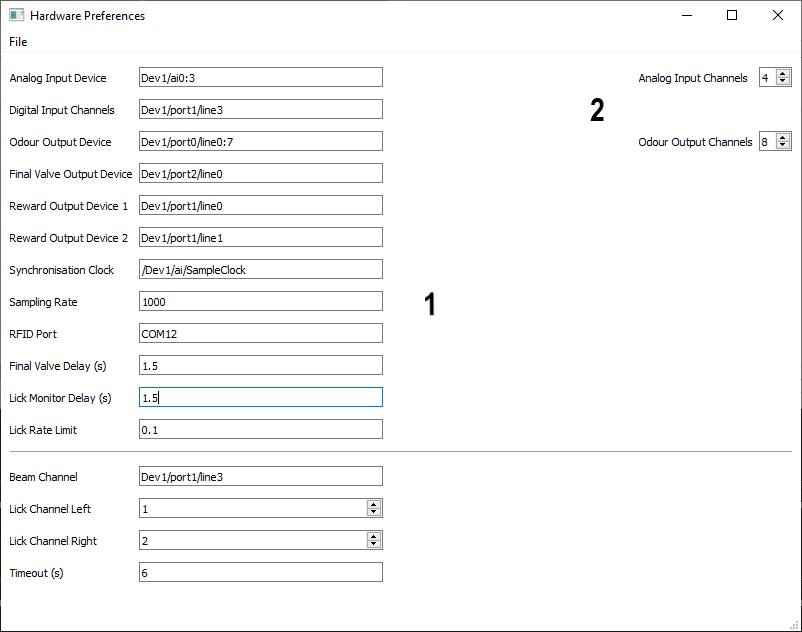 Hardware Preferences
File
Analog Input Device Dev1/ai0:3 Analog Input Channels 4
Digital Input Channels Dev1/port1/line3 2
Odour Output Device Dev1/port0/line0:7 Odour Output Channels 8
Final Valve Output Device Dev1/port2/line0
Reward Output Device 1 Dev1/port1/line0
Reward Output Device 2 Dev1/port1/line1
Synchronisation Clock /Dev1/ai/SampleClock
Sampling Rate 1000 1
RFID Port COM12
Final Valve Delay (s) 1.5
Lick Monitor Delay (s) 1.5
Lick Rate Limit 0.1
Beam Channel Dev1/port1/line3
Lick Channel Left 1
Lick Channel Right 2
Timeout (s) 6